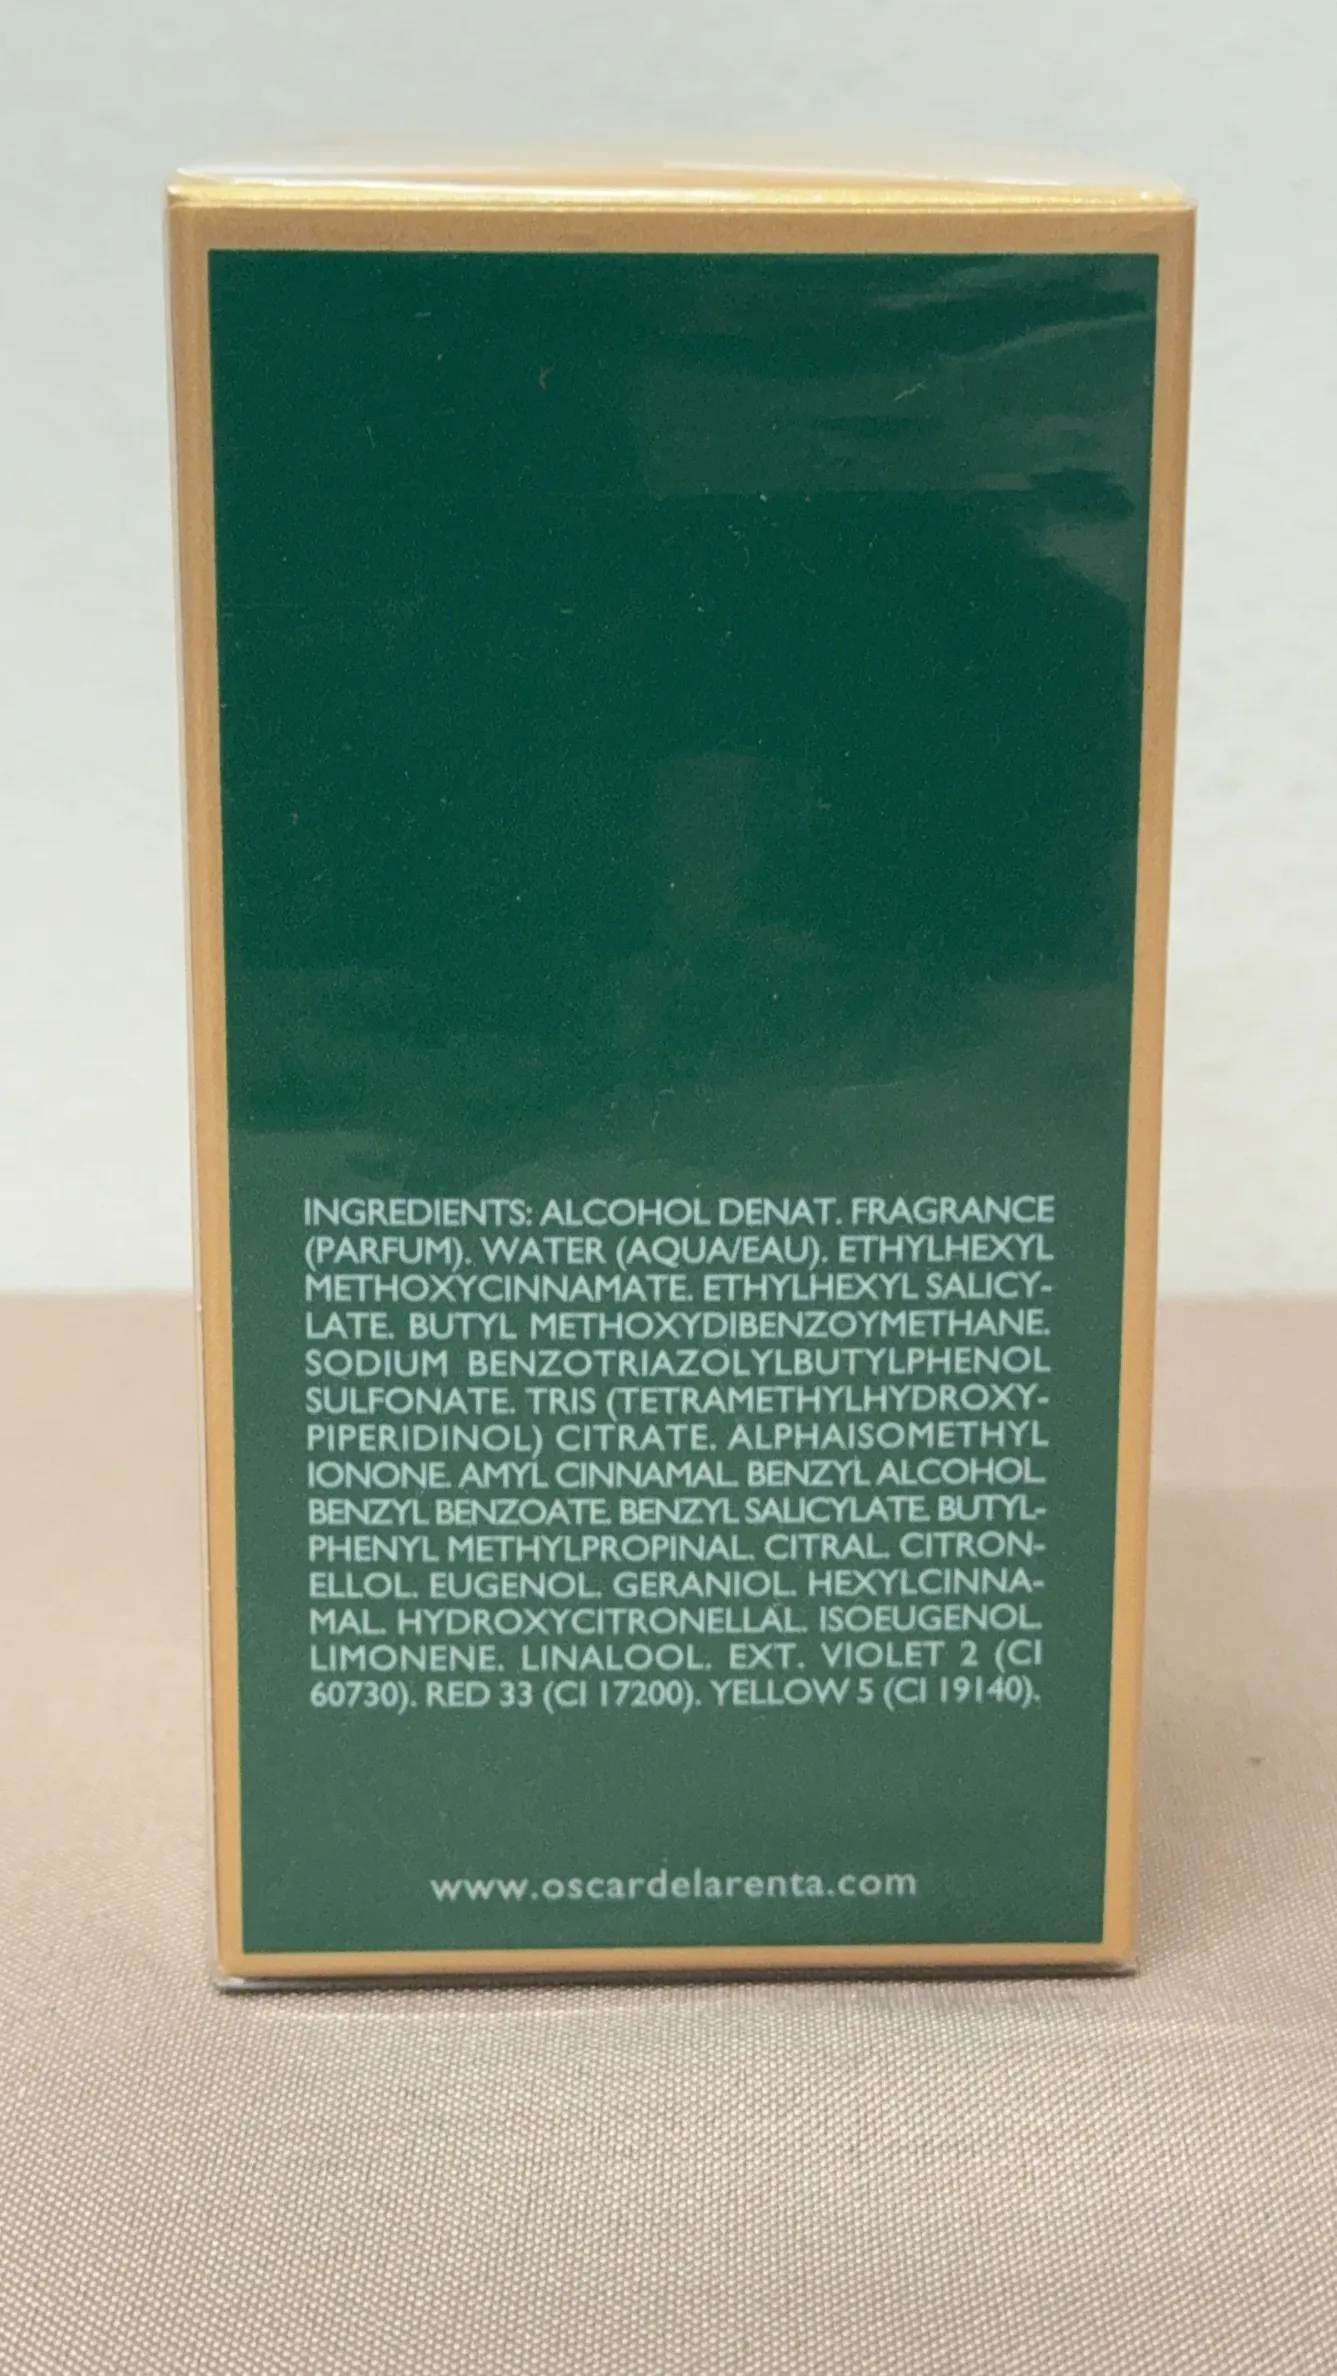 INGREDIENTS: ALCOHOL DENAT. FRAGRANCE
(PARFUM). WATER (AQUA/EAU). ETHYLHEXYL
METHOXYCINNAMATE. ETHYLHEXYL SALICY-
LATE. BUTYL METHOXYDIBENZOYMETHANE.
SODIUM BENZOTRIAZOLYLBUTYLPHENOL
SULFONATE. TRIS (TETRAMETHYLHYDROXY-
PIPERIDINOL) CITRATE. ALPHAISOMETHYL
IONONE. AMYL CINNAMAL. BENZYL ALCOHOL.
BENZYL BENZOATE. BENZYL SALICYLATE. BUTYL-
PHENYL METHYLPROPINAL. CITRAL. CITRON-
ELLOL. EUGENOL. GERANIOL. HEXYLCINNA-
MAL. HYDROXYCITRONELLAL. ISOEUGENOL.
LIMONENE. LINALOOL. EXT. VIOLET 2 (CI
60730). RED 33 (CI 17200). YELLOW 5 (CI 19140).
www.oscardelarenta.com